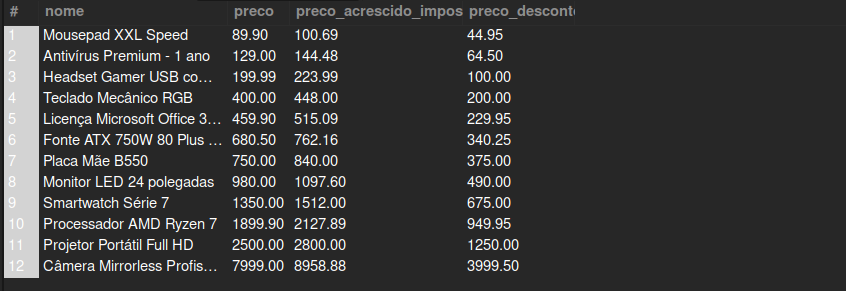 # nome preco preco_acrescido_impos preco_descont
1 Mousepad XXL Speed 89.90 100.69 44.95
2 Antivírus Premium - 1 ano 129.00 144.48 64.50
3 Headset Gamer USB co... 199.99 223.99 100.00
4 Teclado Mecânico RGB 400.00 448.00 200.00
5 Licença Microsoft Office 3... 459.90 515.09 229.95
6 Fonte ATX 750W 80 Plus ... 680.50 762.16 340.25
7 Placa Mãe B550 750.00 840.00 375.00
8 Monitor LED 24 polegadas 980.00 1097.60 490.00
9 Smartwatch Série 7 1350.00 1512.00 675.00
10 Processador AMD Ryzen 7 1899.90 2127.89 949.95
11 Projetor Portátil Full HD 2500.00 2800.00 1250.00
12 Câmera Mirrorless Profis... 7999.00 8958.88 3999.50